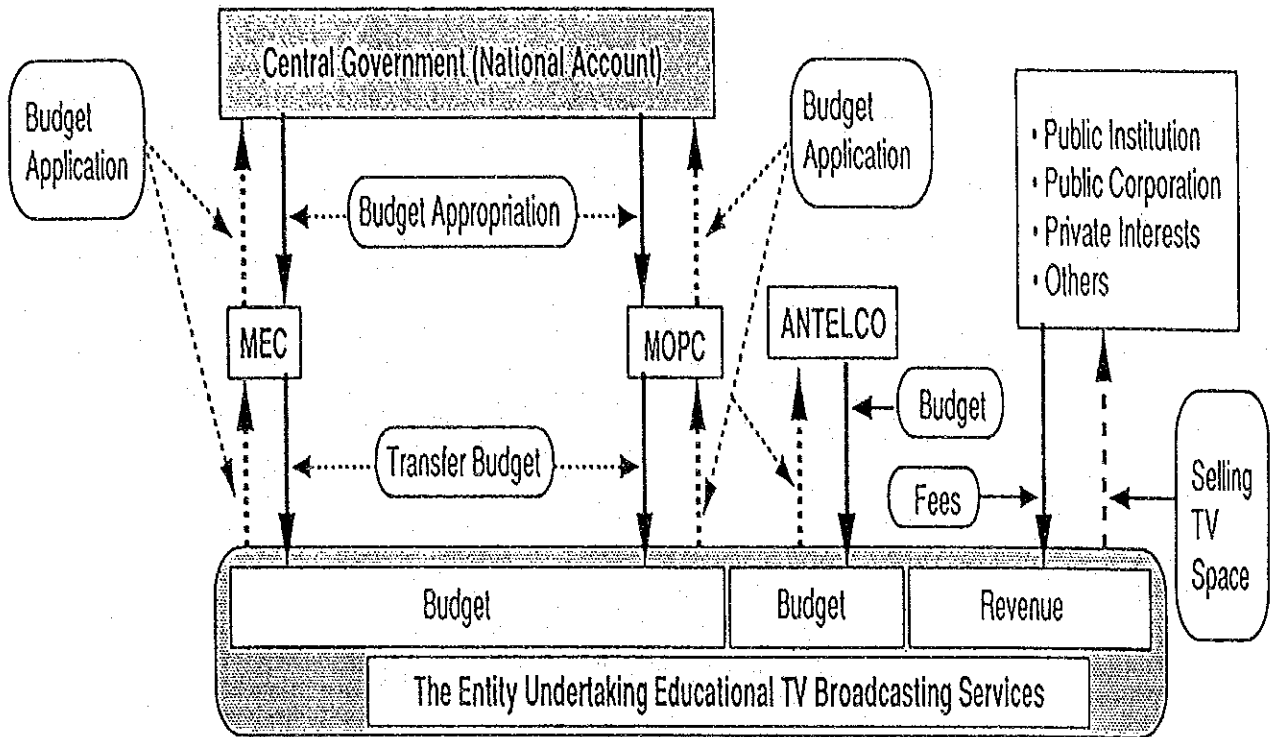 Central Government (National Account)
Budget
Application
Budget
Application
• Public Institution
• Public Corporation
• Private Interests
• Others
Budget Appropriation
MEC
MOPC
ANTELCO
Budget
Transfer Budget
Fees
Selling
TV
Space
Budget
Budget
Revenue
The Entity Undertaking Educational TV Broadcasting Services